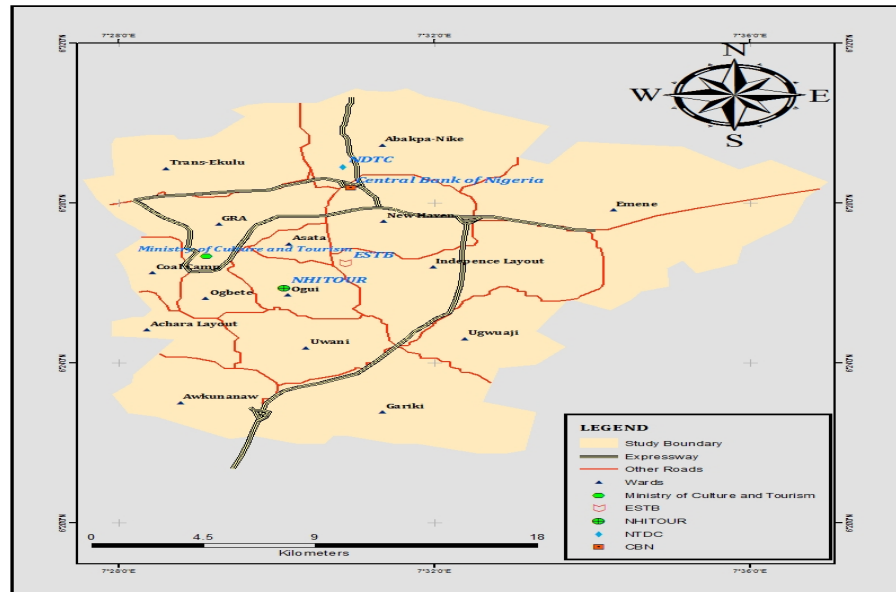 7°28'0"E 7°32'0"E 7°36'0"E
N
W E
S
Abakpa-Nike
NDTC
Trans-Ekulu
Central Bank of Nigeria
Emene
GRA
New Haven
Asata
Ministry of Culture and Tourism
ESTB
Coal Camp
Indepence Layout
NHITOUR
Ogbete
Ogui
Achara Layout
Uwani
Ugwuaji
Awkunanaw
Gariki
LEGEND
Study Boundary
Expressway
Other Roads
Wards
Ministry of Culture and Tourism
ESTB
NHITOUR
NTDC
CBN
0 4.5 9 18
Kilometers
7°28'0"E 7°32'0"E 7°36'0"E